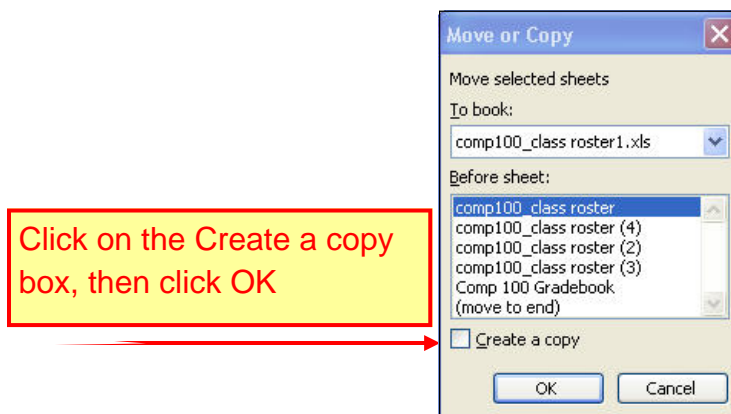 Move or Copy
Move selected sheets
To book:
comp100_class roster1.xls
Before sheet:
comp100_class roster
comp100_class roster (4)
comp100_class roster (2)
comp100_class roster (3)
Comp 100 Gradebook
(move to end)
Click on the Create a copy
box, then click OK
Create a copy
OK Cancel